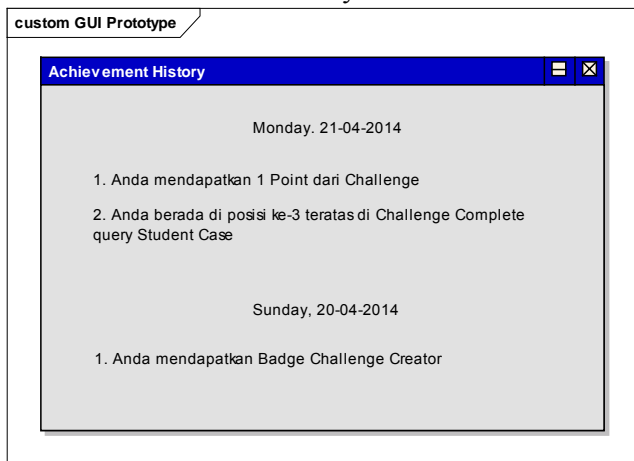 custom GUI Prototype
Achievement History
Monday. 21-04-2014
1. Anda mendapatkan 1 Point dari Challenge
2. Anda berada di posisi ke-3 teratas di Challenge Complete
query Student Case
Sunday, 20-04-2014
1. Anda mendapatkan Badge Challenge Creator